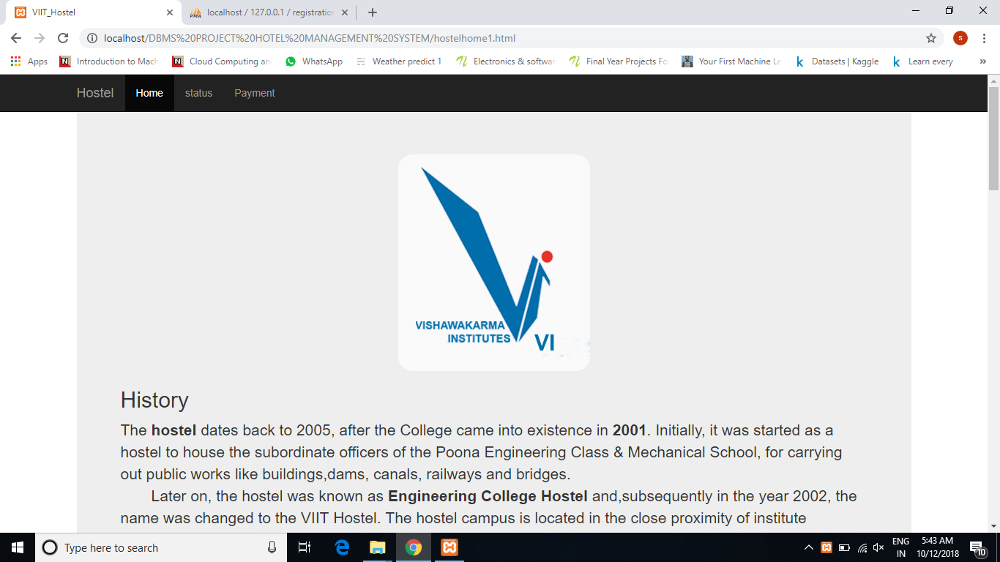 VIIT_Hostel
localhost / 127.0.0.1 / registration
localhost/DBMS%20PROJECT%20HOTEL%20MANAGEMENT%20SYSTEM/hostelhome1.html
S
Apps Introduction to Mach Cloud Computing an WhatsApp Weather predict 1 Electronics & softwar Final Year Projects Fo Your First Machine Le Datasets | Kaggle Learn every
Hostel Home status Payment
VISHAWAKARMA
INSTITUTES
VI
History
The hostel dates back to 2005, after the College came into existence in 2001. Initially, it was started as a
hostel to house the subordinate officers of the Poona Engineering Class & Mechanical School, for carrying
out public works like buildings,dams, canals, railways and bridges.
Later on, the hostel was known as Engineering College Hostel and,subsequently in the year 2002, the
name was changed to the VIIT Hostel. The hostel campus is located in the close proximity of institute
Type here to search
ENG
IN
5:43 AM
10/12/2018
10